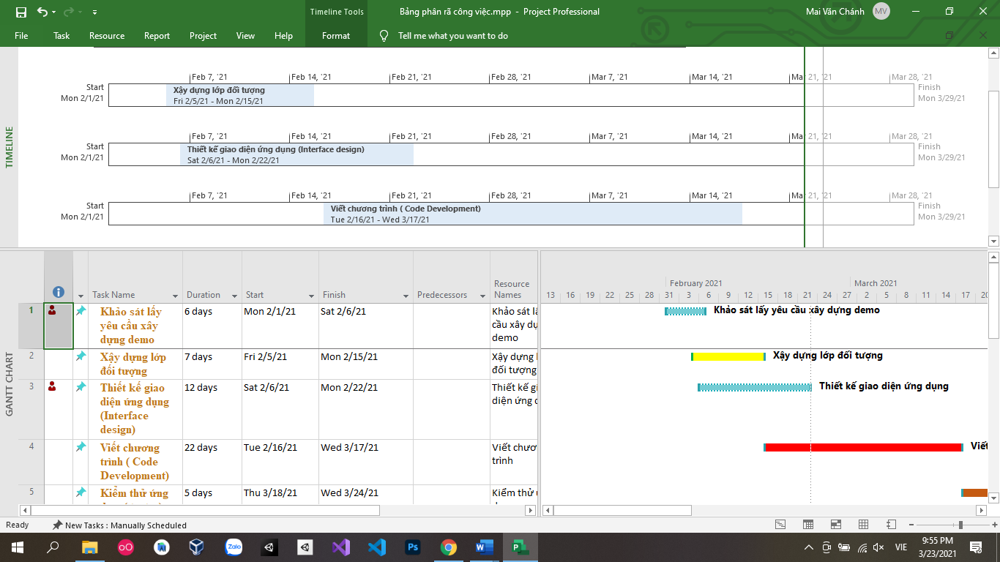 Timeline Tools
Bảng phân rã công việc.mpp - Project Professional
Mai Văn Chánh
MV
File Task Resource Report Project View Help Format Tell me what you want to do
TIMELINE
Feb 7, '21 Feb 14, '21 Feb 21, '21 Feb 28, '21 Mar 7, '21 Mar 14, '21 Mar 21, '21 Mar 28, '21
Start
Mon 2/1/21
Xậy dựng lớp đối tượng
Fri 2/5/21 - Mon 2/15/21
Finish
Mon 3/29/21
Feb 7, '21 Feb 14, '21 Feb 21, '21 Feb 28, '21 Mar 7, '21 Mar 14, '21 Mar 21, '21 Mar 28, '21
Start
Mon 2/1/21
Thiết kế giao diện ứng dụng (Interface design)
Sat 2/6/21 - Mon 2/22/21
Finish
Mon 3/29/21
Feb 7, '21 Feb 14, '21 Feb 21, '21 Feb 28, '21 Mar 7, '21 Mar 14, '21 Mar 21, '21 Mar 28, '21
Start
Mon 2/1/21
Viết chương trình ( Code Development)
Tue 2/16/21 - Wed 3/17/21
Finish
Mon 3/29/21
GANTT CHART
Task Name Duration Start Finish Predecessors Resource Names
February 2021 March 2021
13 16 19 22 25 28 31 3 6 9 12 15 18 21 24 27 2 5 8 11 14 17 20
1 Khảo sát lấy yêu cầu xây dựng demo 6 days Mon 2/1/21 Sat 2/6/21 Khảo sát
cầu xây
demo
Khảo sát lấy yêu cầu xây dựng demo
2 Xậy dựng lớp đối tượng 7 days Fri 2/5/21 Mon 2/15/21 Xậy dựng
đối tượng
Xậy dựng lớp đối tượng
3 Thiết kế giao diện ứng dụng (Interface design) 12 days Sat 2/6/21 Mon 2/22/21 Thiết kế
diện ứng
Thiết kế giao diện ứng dụng
4 Viết chương trình ( Code Development) 22 days Tue 2/16/21 Wed 3/17/21 Viết
trình
Viết
5 Kiểm thử ứng 5 days Thu 3/18/21 Wed 3/24/21 Kiểm thử
Ready New Tasks : Manually Scheduled
Zalo
Ps
VIE
9:55 PM
3/23/2021